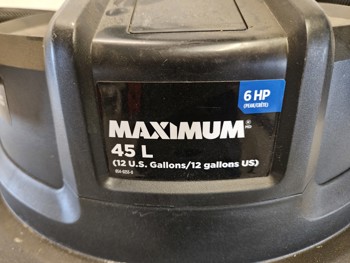 6 HP
(PEAK/CRÊTE)
MAXIMUM
45 L
(12 U.S. Gallons/12 gallons US)